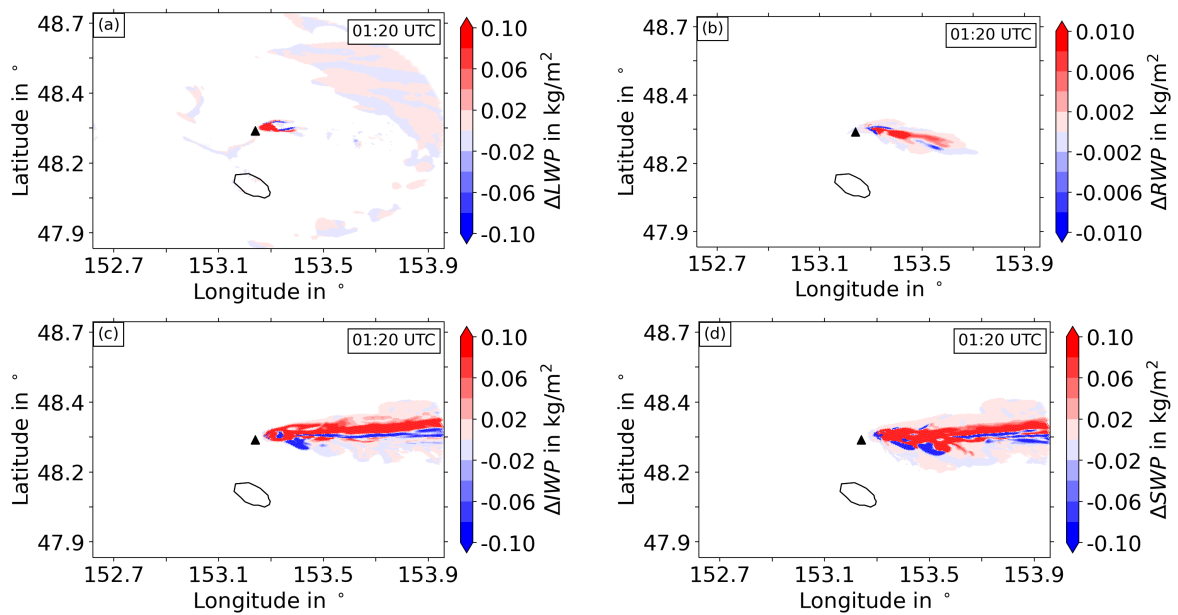 (a)
01:20 UTC
48.7
48.4
48.2
47.9
Latitude in °
152.7
153.1
153.5
153.9
Longitude in °
0.10
0.06
0.02
-0.02
-0.06
-0.10
ΔLWP in kg/m²
(b)
01:20 UTC
48.7
48.4
48.2
47.9
Latitude in °
152.7
153.1
153.5
153.9
Longitude in °
0.010
0.006
0.002
-0.002
-0.006
-0.010
ΔRWP in kg/m²
(c)
01:20 UTC
48.7
48.4
48.2
47.9
Latitude in °
152.7
153.1
153.5
153.9
Longitude in °
0.10
0.06
0.02
-0.02
-0.06
-0.10
ΔIWP in kg/m²
(d)
01:20 UTC
48.7
48.4
48.2
47.9
Latitude in °
152.7
153.1
153.5
153.9
Longitude in °
0.10
0.06
0.02
-0.02
-0.06
-0.10
ΔSWP in kg/m²